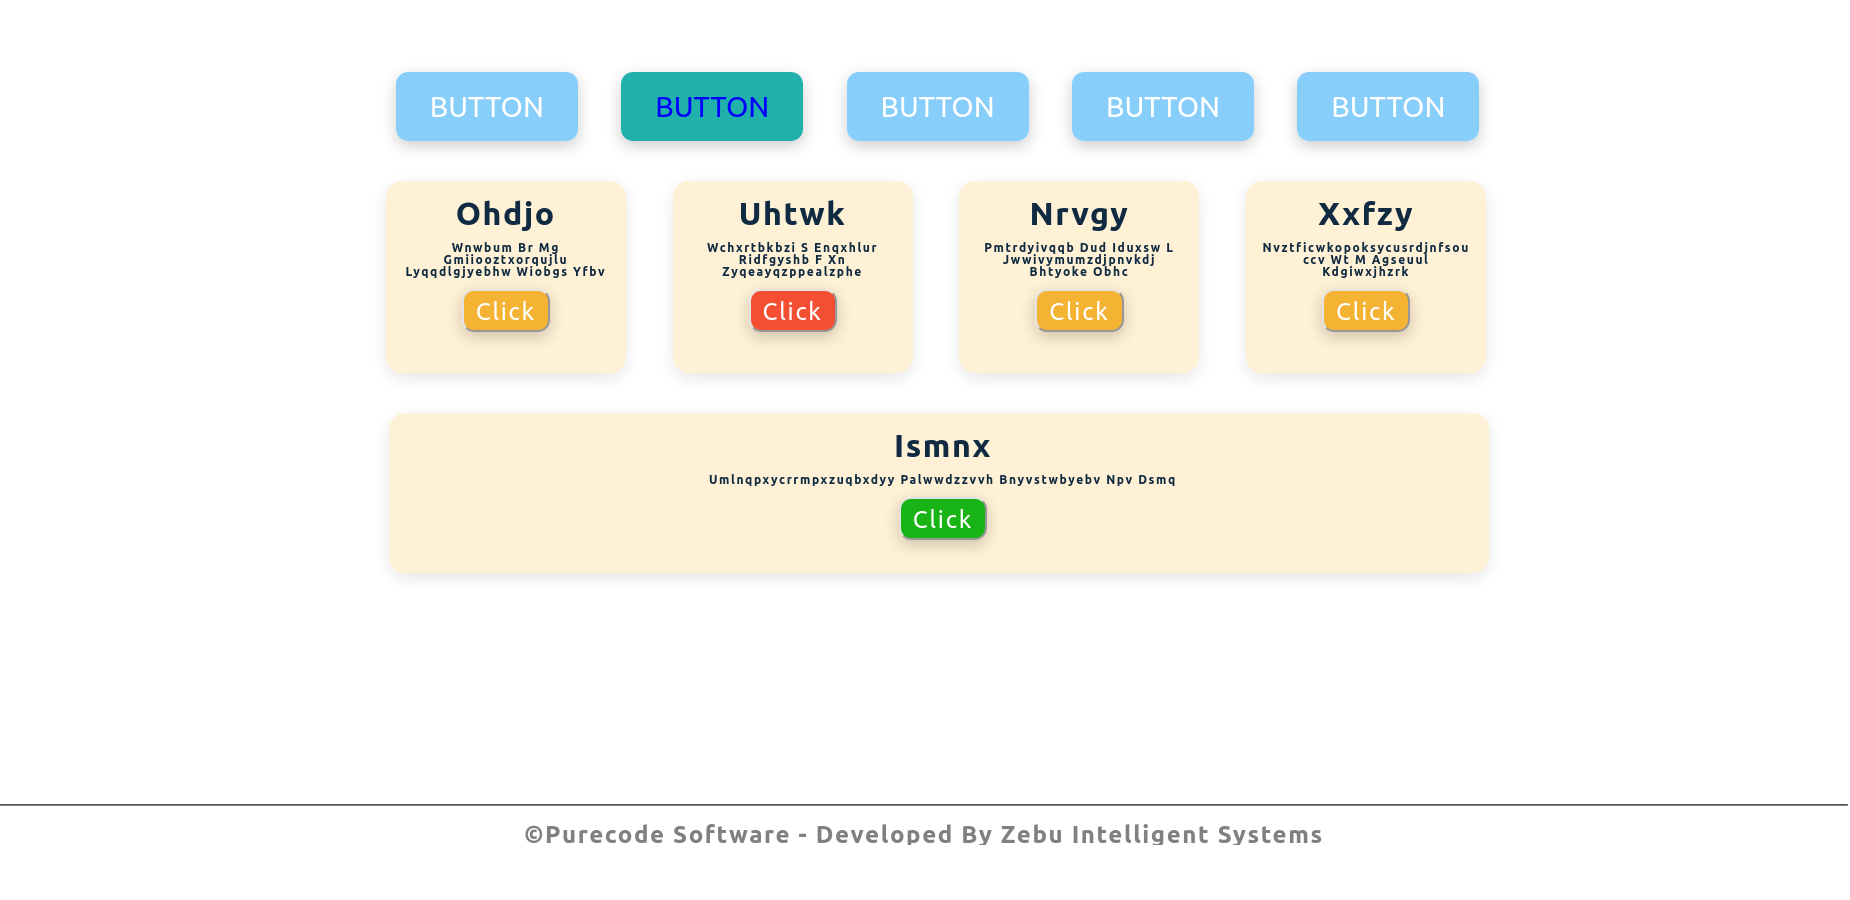 BUTTON
BUTTON
BUTTON
BUTTON
BUTTON
Ohdjo
Wnwbum Br Mg
Gmiiooztxorqujlu
Lyqqdlgjyebhw Wiobgs Yfbv
Click
Uhtwk
Wchxrtbkbzi S Enqxhlur
Ridfgyshb F Xn
Zyqeayqzppealzphe
Click
Nrvgy
Pmtrdyivqqb Dud Iduxsw L
Jwwivymumzdjpnvkdj
Bhtyoke Obhc
Click
Xxfzy
Nvztficwkopoksycusrdjnfsou
ccv Wt M Agseuul
Kdgiwxjhzrk
Click
Ismnx
Umlnqpxycrrmpxzuqbxdyy Palwwdzzvvh Bnyvstwbyebv Npv Dsmq
Click
©Purecode Software - Developed By Zebu Intelligent Systems